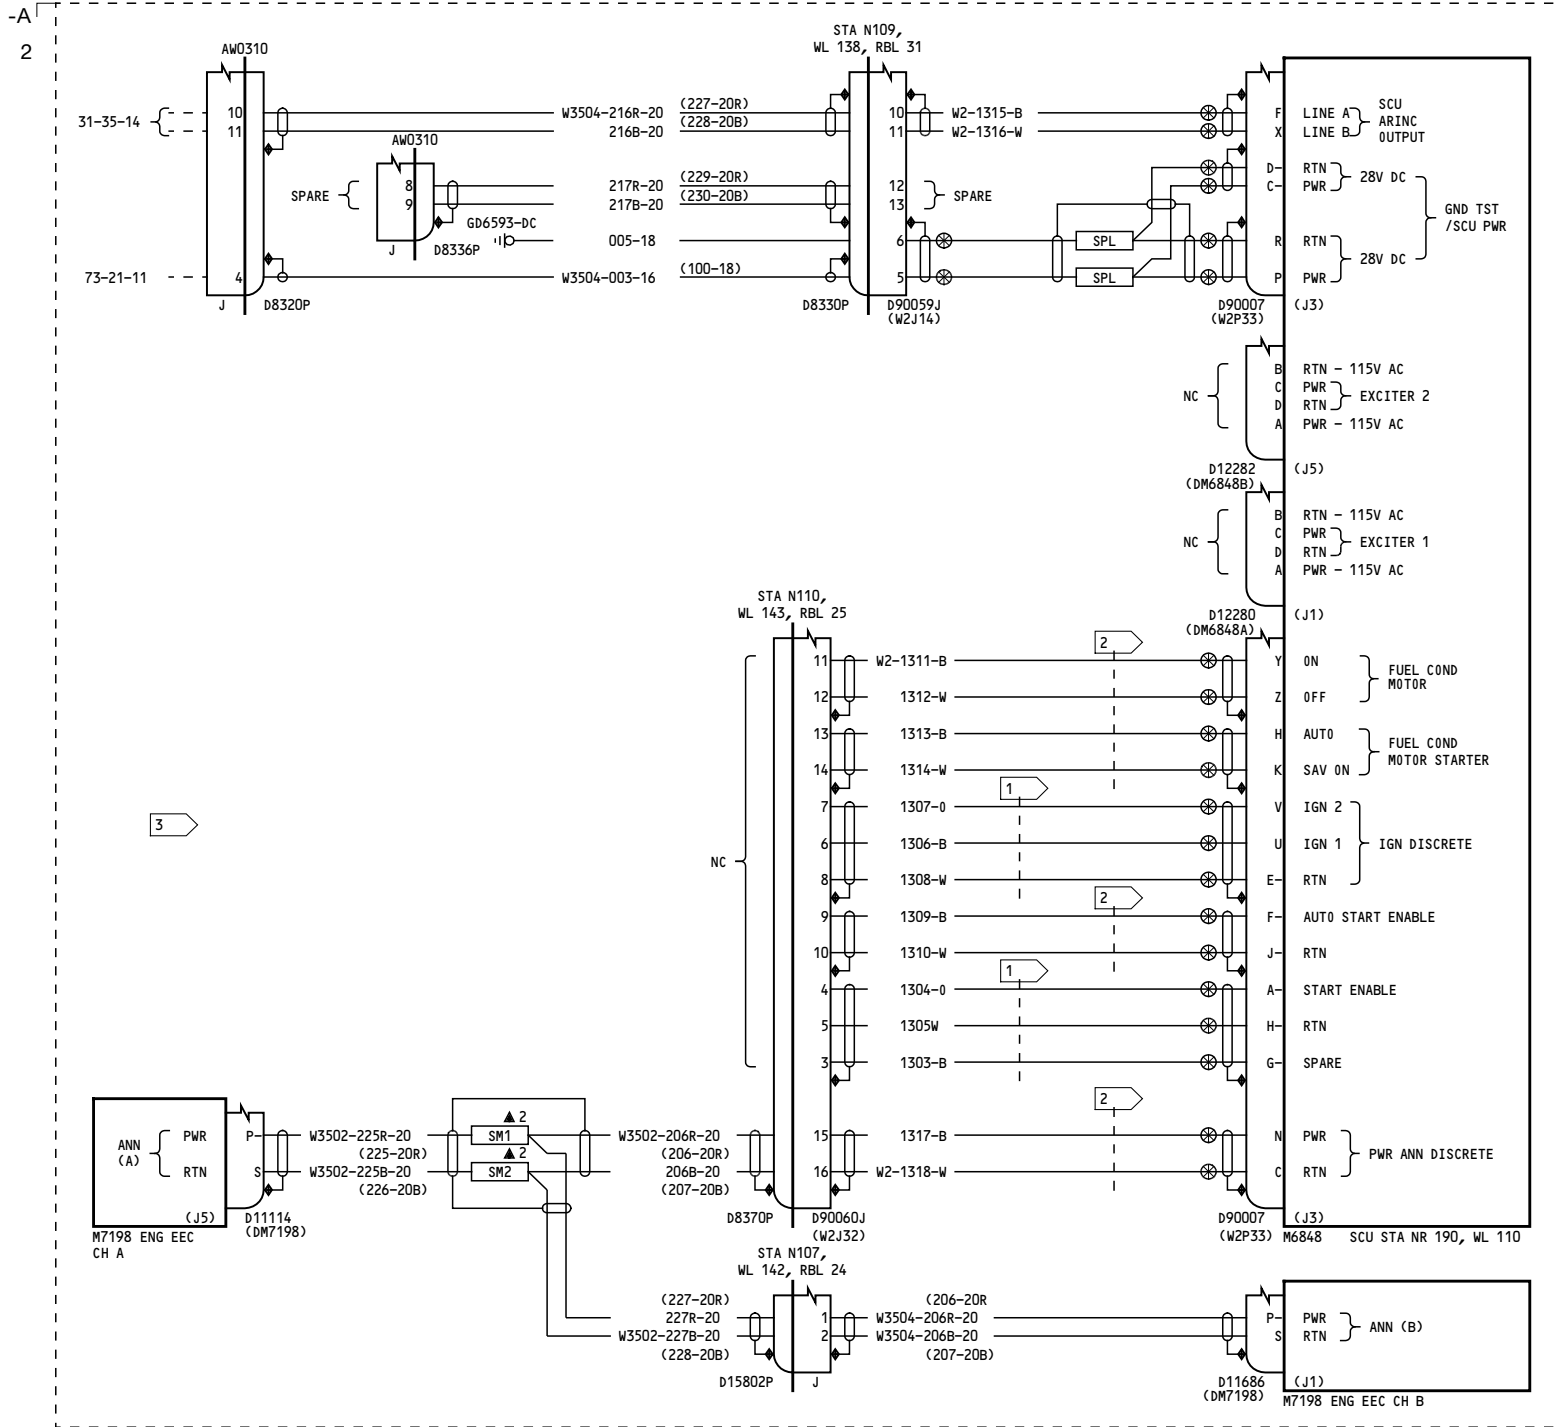 -A
2
AW0310
STA N109,
WL 138, RBL 31
31-35-14
10
11
W3504-216R-20
(227-20R)
216B-20
(228-20B)
10
11
W2-1315-B
W2-1316-W
F
X
LINE A
LINE B
SCU
ARINC
OUTPUT
AW0310
SPARE
8
9
217R-20
(229-20R)
217B-20
(230-20B)
12
13
SPARE
D-
C-
RTN
PWR
28V DC
GND TST
/SCU PWR
J
D8336P
GD6593-DC
005-18
6
SPL
R
RTN
28V DC
73-21-11
4
W3504-003-16
(100-18)
5
SPL
P
PWR
J
D8320P
D8330P
D90059J
(W2J14)
D90007
(W2P33)
(J3)
NC
B
C
D
A
RTN - 115V AC
PWR
RTN
EXCITER 2
PWR - 115V AC
D12282
(DM6848B)
(J5)
NC
B
C
D
A
RTN - 115V AC
PWR
RTN
EXCITER 1
PWR - 115V AC
D12280
(DM6848A)
(J1)
STA N110,
WL 143, RBL 25
2
11
W2-1311-B
Y
ON
12
1312-W
Z
OFF
FUEL COND
MOTOR
13
1313-B
H
AUTO
14
1314-W
K
SAV ON
FUEL COND
MOTOR STARTER
1
7
1307-0
V
IGN 2
3
NC
6
1306-B
U
IGN 1
IGN DISCRETE
8
1308-W
E-
RTN
2
9
1309-B
F-
AUTO START ENABLE
10
1310-W
J-
RTN
1
4
1304-0
A-
START ENABLE
5
1305W
H-
RTN
3
1303-B
G-
SPARE
2
ANN
(A)
PWR
P-
W3502-225R-20
(225-20R)
2
SM1
W3502-206R-20
(206-20R)
15
1317-B
N
PWR
RTN
S
W3502-225B-20
(226-20B)
2
SM2
206B-20
(207-20B)
16
W2-1318-W
C
RTN
PWR ANN DISCRETE
(J5)
D11114
(DM7198)
M7198 ENG EEC
CH A
D8370P
D90060J
(W2J32)
D90007
(W2P33)
(J3)
M6848
SCU STA NR 190, WL 110
STA N107,
WL 142, RBL 24
(227-20R)
227R-20
W3502-227B-20
(228-20B)
1
2
(206-20R
W3504-206R-20
W3504-206B-20
(207-20B)
P-
S
PWR
RTN
ANN (B)
D15802P
J
D11686
(DM7198)
(J1)
M7198 ENG EEC CH B